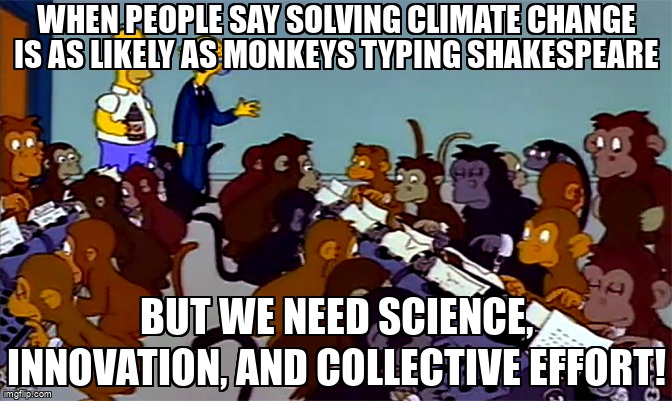 WHEN PEOPLE SAY SOLVING CLIMATE CHANGE
IS AS LIKELY AS MONKEYS TYPING SHAKESPEARE
BUT WE NEED SCIENCE,
INNOVATION, AND COLLECTIVE EFFORT!
imgflip.com